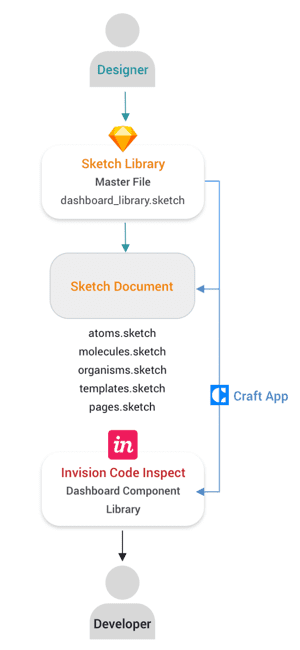 Designer
Sketch Library
Master File
dashboard_library.sketch
Sketch Document
atoms.sketch
molecules.sketch
organisms.sketch
templates.sketch
pages.sketch
Craft App
in
Invision Code Inspect
Dashboard Component
Library
Developer